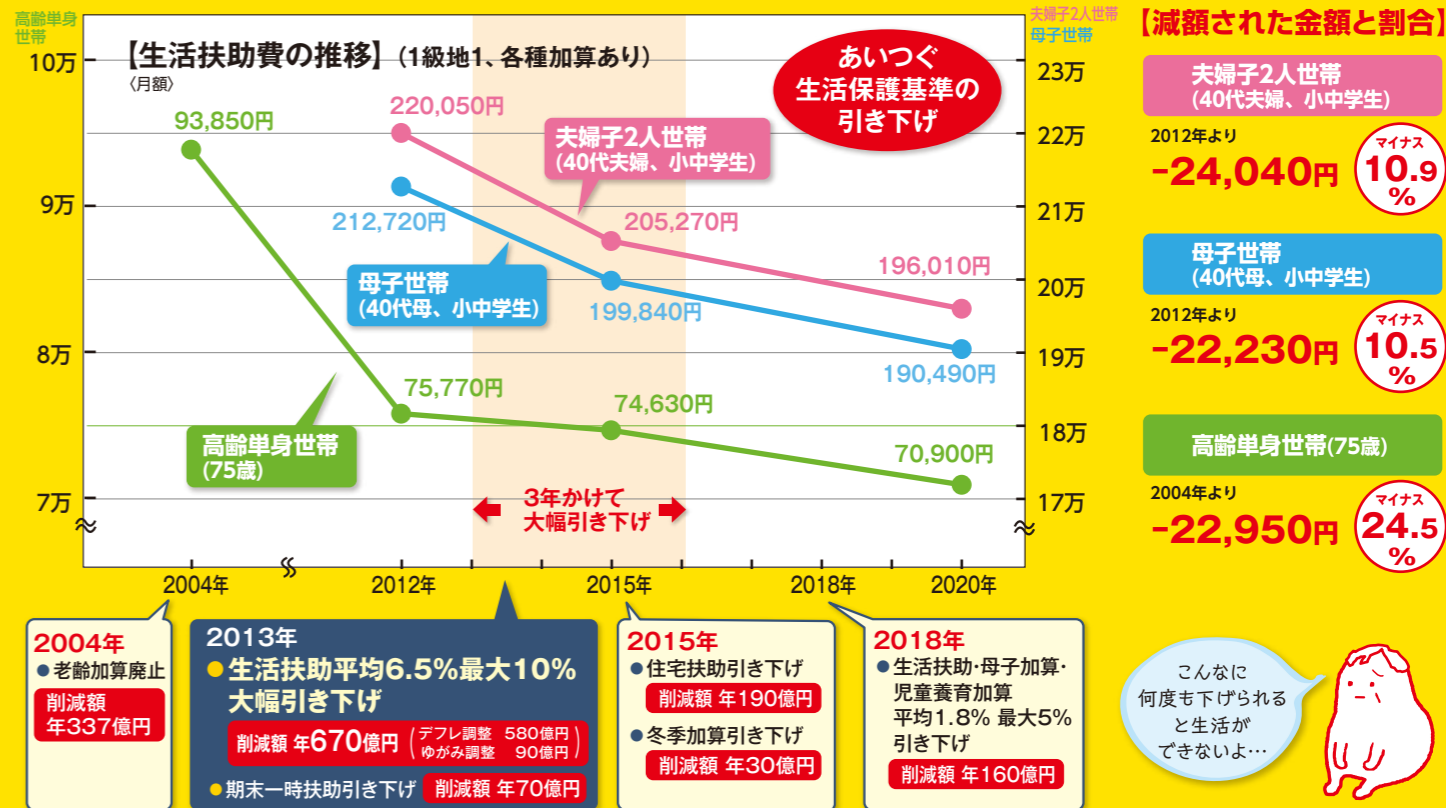 高齢単身
世帯
【生活扶助費の推移】(1級地1、各種加算あり)
〈月額〉
あいつぐ
生活保護基準の
引き下げ
夫婦子2人世帯
母子世帯
10万
9万
8万
7万
23万
22万
21万
20万
19万
18万
17万
93,850円
220,050円
夫婦子2人世帯
(40代夫婦、小中学生)
212,720円
205,270円
母子世帯
(40代母、小中学生)
199,840円
196,010円
190,490円
75,770円
74,630円
70,900円
高齢単身世帯
(75歳)
3年かけて
大幅引き下げ
2004年
2012年
2015年
2018年
2020年
【減額された金額と割合】
夫婦子2人世帯
(40代夫婦、小中学生)
2012年より
-24,040円
マイナス
10.9
%
母子世帯
(40代母、小中学生)
2012年より
-22,230円
マイナス
10.5
%
高齢単身世帯(75歳)
2004年より
-22,950円
マイナス
24.5
%
2004年
●老齢加算廃止
削減額
年337億円
2013年
●生活扶助平均6.5%最大10%
大幅引き下げ
削減額 年670億円(デフレ調整 580億円
ゆがみ調整 90億円)
●期末一時扶助引き下げ 削減額 年70億円
2015年
●住宅扶助引き下げ
削減額 年190億円
●冬季加算引き下げ
削減額 年30億円
2018年
●生活扶助・母子加算・
児童養育加算
平均1.8% 最大5%
引き下げ
削減額 年160億円
こんなに
何度も下げられる
と生活が
できないよ…